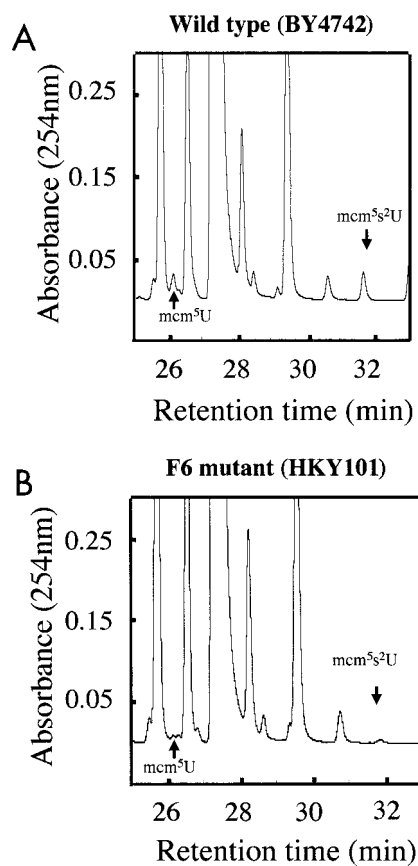 A
Wild type (BY4742)
Absorbance (254nm)
0.25
0.15
0.05
mcm⁵s²U
mcm⁵U
26 28 30 32
Retention time (min)
B
F6 mutant (HKY101)
Absorbance (254nm)
0.25
0.15
0.05
mcm⁵s²U
mcm⁵U
26 28 30 32
Retention time (min)